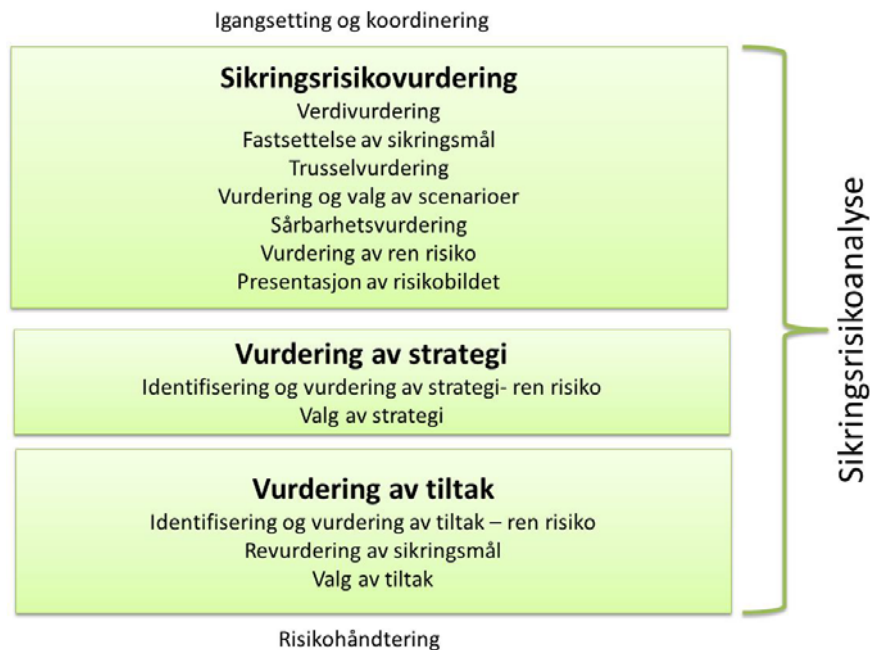 Igangsetting og koordinering
Sikringsrisikovurdering
Verdivurdering
Fastsettelse av sikringsmål
Trusselvurdering
Vurdering og valg av scenarioer
Sårbarhetsvurdering
Vurdering av ren risiko
Presentasjon av risikobildet
Vurdering av strategi
Identifisering og vurdering av strategi- ren risiko
Valg av strategi
Vurdering av tiltak
Identifisering og vurdering av tiltak – ren risiko
Revurdering av sikringsmål
Valg av tiltak
Risikohåndtering
Sikringsrisikoanalyse